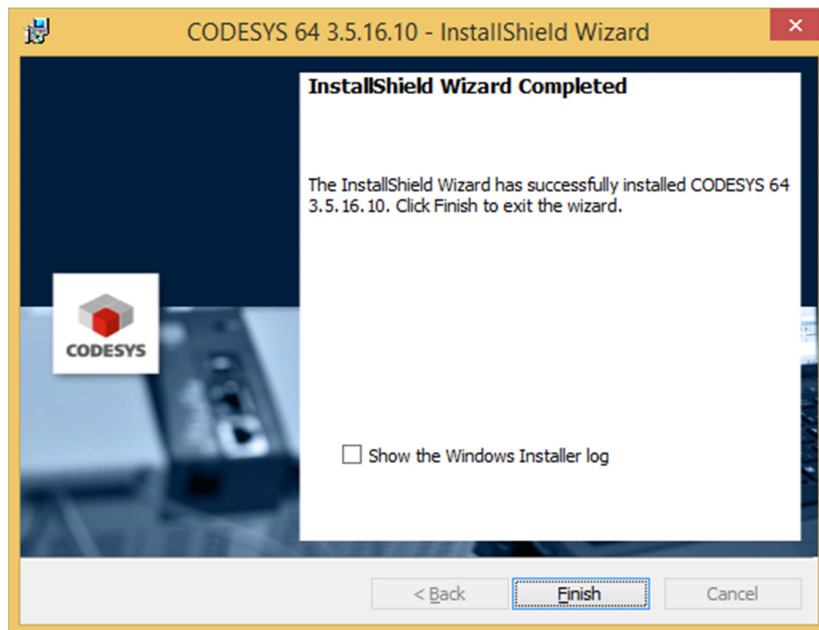 CODESYS 64 3.5.16.10 - InstallShield Wizard
InstallShield Wizard Completed
The InstallShield Wizard has successfully installed CODESYS 64
3.5.16.10. Click Finish to exit the wizard.
CODESYS
Show the Windows Installer log
< Back
Finish
Cancel